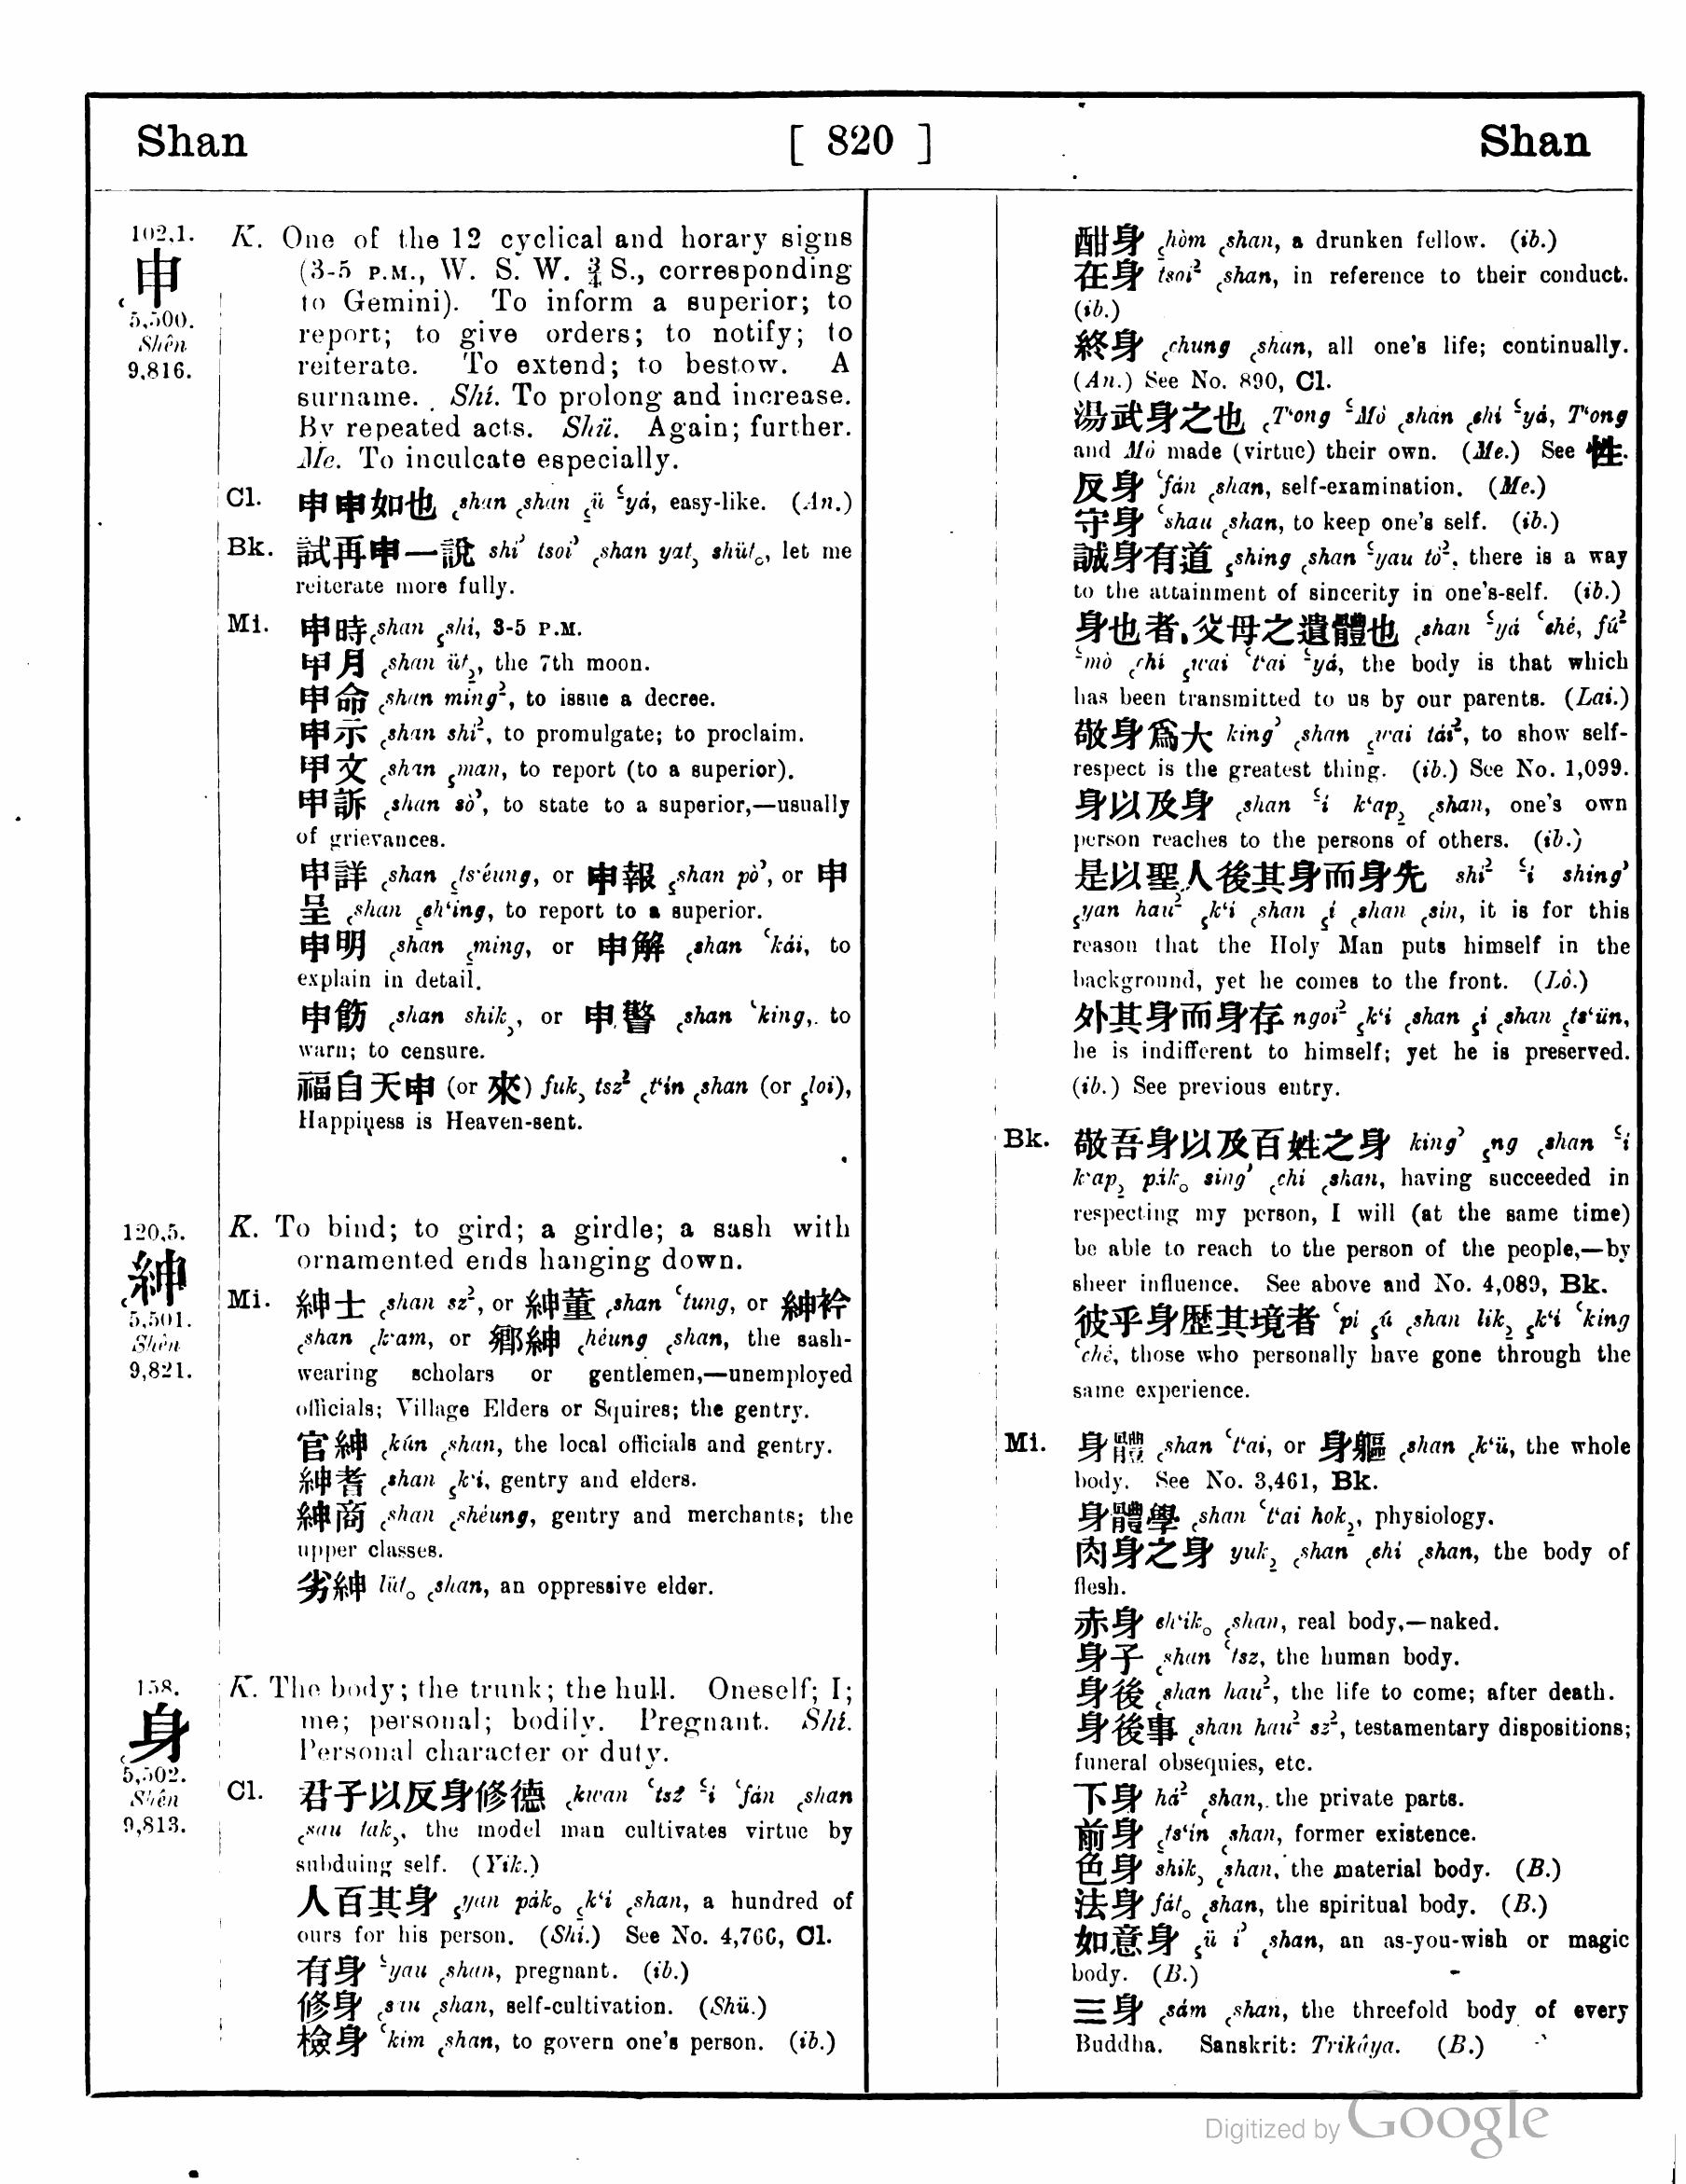 Shan [ 820 ] Shan
102,1.
申
5,500.
Shên
9,816.
K. One of the 12 cyclical and horary signs
(3-5 P.M., W. S. W. ¾ S., corresponding
to Gemini). To inform a superior; to
report; to give orders; to notify; to
reiterate. To extend; to bestow. A
surname. Shí. To prolong and increase.
By repeated acts. Shü. Again; further.
Me. To inculcate especially.
Cl. 申申如也 ꜀shan ꜀shan ꜁ü ꜃yá, easy-like. (An.)
Bk. 試再申一說 shi꜄ tsoi꜄ ꜀shan yat꜆ shüt꜀, let me
reiterate more fully.
Mi. 申時 ꜀shan ꜁shí, 3-5 P.M.
申月 ꜀shan üt꜇, the 7th moon.
申命 ꜀shan ming꜅, to issue a decree.
申示 ꜀shan shí꜅, to promulgate; to proclaim.
申文 ꜀shan ꜁man, to report (to a superior).
申訴 ꜀shan sò꜄, to state to a superior,—usually
of grievances.
申詳 ꜀shan ꜁ts‘éung, or 申報 ꜀shan pò꜄, or 申
呈 ꜀shan ꜁ch‘ing, to report to a superior.
申明 ꜀shan ꜁ming, or 申解 ꜀shan ꜂kái, to
explain in detail.
申飭 ꜀shan shik꜆, or 申警 ꜀shan ꜂king, to
warn; to censure.
福自天申 (or 來) fuk꜆ tsz꜅ ꜀t‘ín ꜀shan (or ꜁loi),
Happiness is Heaven-sent.
120,5.
紳
5,501.
Shên
9,821.
K. To bind; to gird; a girdle; a sash with
ornamented ends hanging down.
Mi. 紳士 ꜀shan sz꜅, or 紳董 ꜀shan ꜂tung, or 紳衿
꜀shan ꜀k‘am, or 鄉紳 ꜀héung ꜀shan, the sash-
wearing scholars or gentlemen,—unemployed
officials; Village Elders or Squires; the gentry.
官紳 ꜀kún ꜀shan, the local officials and gentry.
紳耆 ꜀shan ꜁k‘í, gentry and elders.
紳商 ꜀shan ꜀shéung, gentry and merchants; the
upper classes.
劣紳 lüt꜀ ꜀shan, an oppressive elder.
158.
身
5,502.
Shên
9,813.
K. The body; the trunk; the hull. Oneself; I;
me; personal; bodily. Pregnant. Shí.
Personal character or duty.
Cl. 君子以反身修德 ꜀kwan ꜂tsz ꜃í ꜂fán ꜀shan
꜀sau tak꜆, the model man cultivates virtue by
subduing self. (Yik.)
人百其身 ꜁yan pák꜀ ꜁k‘í ꜀shan, a hundred of
ours for his person. (Shí.) See No. 4,766, Cl.
有身 ꜃yau ꜀shan, pregnant. (ib.)
修身 ꜀sau ꜀shan, self-cultivation. (Shü.)
檢身 ꜂kim ꜀shan, to govern one's person. (ib.)
酣身 ꜁hòm ꜀shan, a drunken fellow. (ib.)
在身 tsoi꜅ ꜀shan, in reference to their conduct.
(ib.)
終身 ꜀chung ꜀shan, all one's life; continually.
(An.) See No. 890, Cl.
湯武身之也 ꜀T‘ong ꜃Mò ꜀shan ꜀chí ꜃yá, T‘ong
and Mò made (virtue) their own. (Me.) See 性.
反身 ꜂fán ꜀shan, self-examination. (Me.)
守身 ꜂shau ꜀shan, to keep one's self. (ib.)
誠身有道 ꜁shing ꜀shan ꜃yau tò꜅, there is a way
to the attainment of sincerity in one's-self. (ib.)
身也者，父母之遺體也 ꜀shan ꜃yá ꜂ché, fú꜅
꜃mò ꜀chí ꜁wai ꜂t‘ai ꜃yá, the body is that which
has been transmitted to us by our parents. (Lai.)
敬身爲大 king꜄ ꜀shan ꜁wai tái꜅, to show self-
respect is the greatest thing. (ib.) See No. 1,099.
身以及身 ꜀shan ꜃í k‘ap꜇ ꜀shan, one's own
person reaches to the persons of others. (ib.)
是以聖人後其身而身先 shí꜅ ꜃í shing꜄
꜁yan hau꜅ ꜁k‘í ꜀shan ꜁í ꜀shan ꜀sin, it is for this
reason that the Holy Man puts himself in the
background, yet he comes to the front. (Lò.)
外其身而身存 ngoi꜅ ꜁k‘í ꜀shan ꜁í ꜀shan ꜁ts‘ün,
he is indifferent to himself; yet he is preserved.
(ib.) See previous entry.
Bk. 敬吾身以及百姓之身 king꜄ ꜁ng ꜀shan ꜃í
k‘ap꜇ pák꜀ sing꜄ ꜀chí ꜀shan, having succeeded in
respecting my person, I will (at the same time)
be able to reach to the person of the people,—by
sheer influence. See above and No. 4,089, Bk.
彼乎身歷其境者 ꜂pí ꜁ú ꜀shan lik꜇ ꜁k‘í ꜂king
꜂ché, those who personally have gone through the
same experience.
Mi. 身體 ꜀shan ꜂t‘ai, or 身軀 ꜀shan ꜀k‘ü, the whole
body. See No. 3,461, Bk.
身體學 ꜀shan ꜂t‘ai hok꜇, physiology.
肉身之身 yuk꜇ ꜀shan ꜀chí ꜀shan, the body of
flesh.
赤身 ch‘ik꜀ ꜀shan, real body,—naked.
身子 ꜀shan ꜂tsz, the human body.
身後 ꜀shan hau꜅, the life to come; after death.
身後事 ꜀shan hau꜅ sz꜅, testamentary dispositions;
funeral obsequies, etc.
下身 há꜅ ꜀shan, the private parts.
前身 ꜁ts‘ín ꜀shan, former existence.
色身 shik꜆ ꜀shan, the material body. (B.)
法身 fát꜀ ꜀shan, the spiritual body. (B.)
如意身 ꜁ü í꜄ ꜀shan, an as-you-wish or magic
body. (B.)
三身 ꜀sám ꜀shan, the threefold body of every
Buddha. Sanskrit: Trikâya. (B.)
Digitized by Google